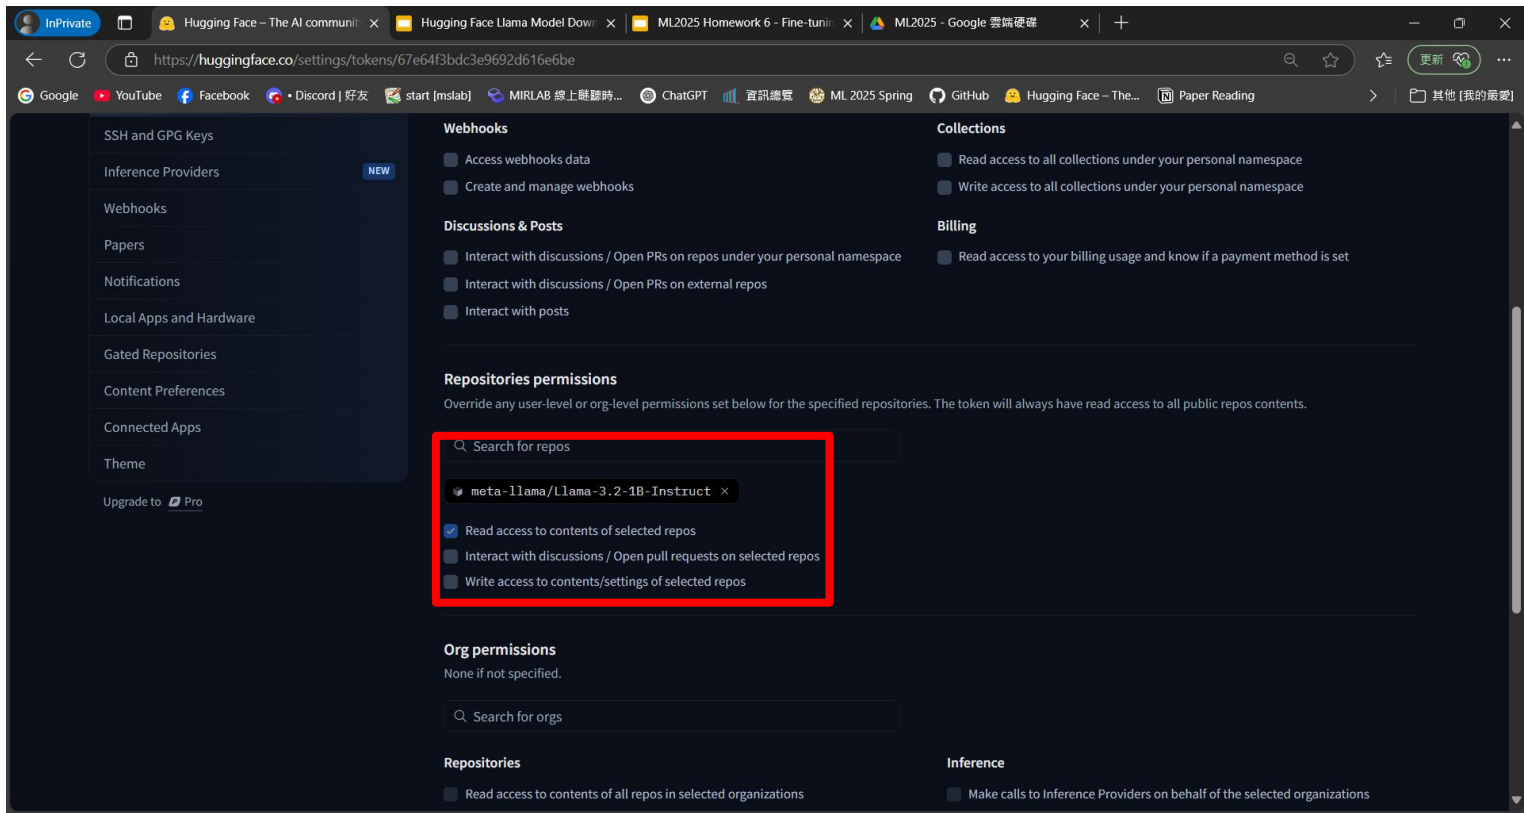 InPrivate
Hugging Face – The AI communit
Hugging Face Llama Model Down
ML2025 Homework 6 - Fine-tunin
ML2025 - Google 雲端硬碟
https://huggingface.co/settings/tokens/67e64f3bdc3e9692d616e6be
更新
Google
YouTube
Facebook
• Discord | 好友
start [mslab]
MIRLAB 線上瞇聽時...
ChatGPT
資訊總覽
ML 2025 Spring
GitHub
Hugging Face – The...
Paper Reading
其他 [我的最愛]
SSH and GPG Keys
Inference Providers NEW
Webhooks
Papers
Notifications
Local Apps and Hardware
Gated Repositories
Content Preferences
Connected Apps
Theme
Upgrade to Pro
Webhooks
Access webhooks data
Create and manage webhooks
Discussions & Posts
Interact with discussions / Open PRs on repos under your personal namespace
Interact with discussions / Open PRs on external repos
Interact with posts
Collections
Read access to all collections under your personal namespace
Write access to all collections under your personal namespace
Billing
Read access to your billing usage and know if a payment method is set
Repositories permissions
Override any user-level or org-level permissions set below for the specified repositories. The token will always have read access to all public repos contents.
Search for repos
meta-llama/Llama-3.2-1B-Instruct
Read access to contents of selected repos
Interact with discussions / Open pull requests on selected repos
Write access to contents/settings of selected repos
Org permissions
None if not specified.
Search for orgs
Repositories
Read access to contents of all repos in selected organizations
Inference
Make calls to Inference Providers on behalf of the selected organizations